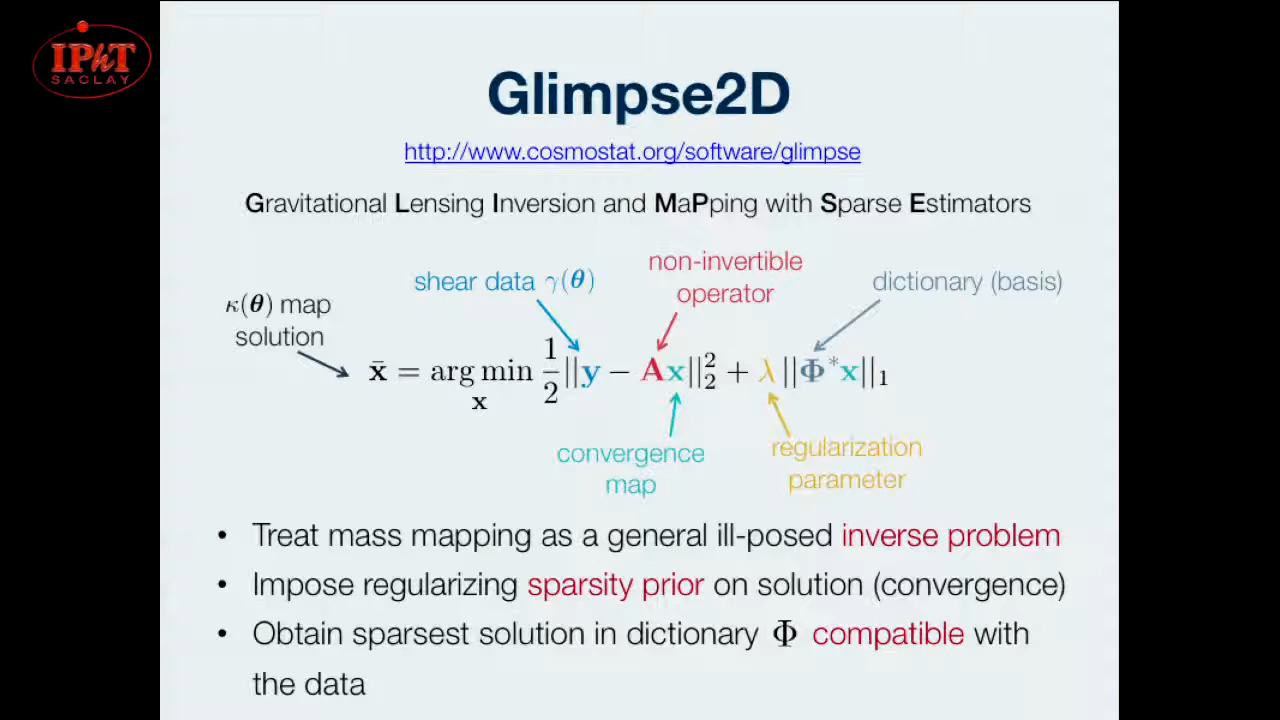 IPhT
SACLAY
Glimpse2D
http://www.cosmostat.org/software/glimpse
Gravitational Lensing Inversion and MaPping with Sparse Estimators
non-invertible
operator
shear data γ(θ)
dictionary (basis)
κ(θ) map
solution
x̄ = arg min_x 1/2 ||y − Ax||₂² + λ ||Φ*x||₁
convergence
map
regularization
parameter
• Treat mass mapping as a general ill-posed inverse problem
• Impose regularizing sparsity prior on solution (convergence)
• Obtain sparsest solution in dictionary Φ compatible with
the data